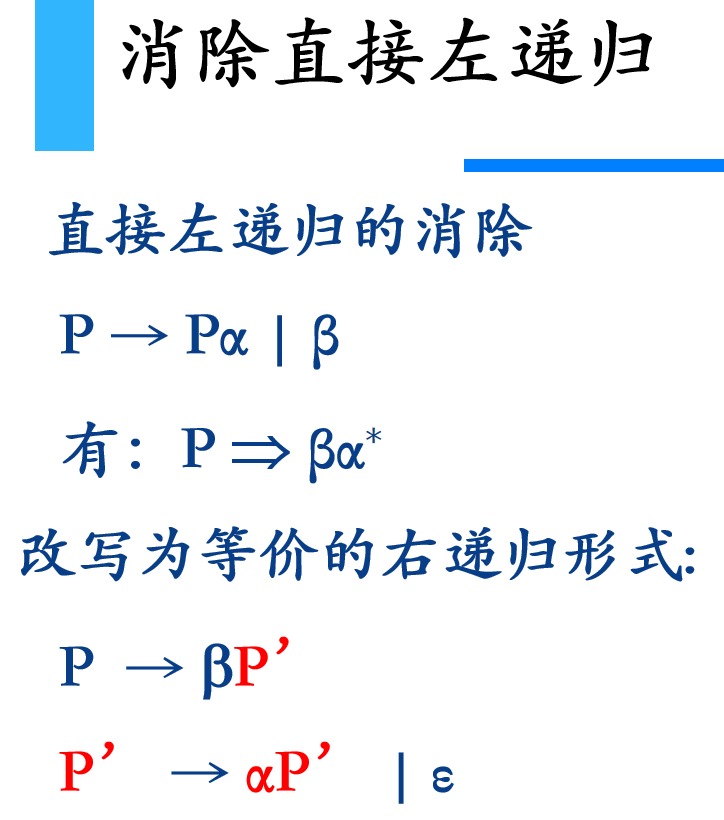 消除直接左递归
直接左递归的消除
P → Pα | β
有：P ⇒ βα*
改写为等价的右递归形式:
P → βP’
P’ → αP’ | ε